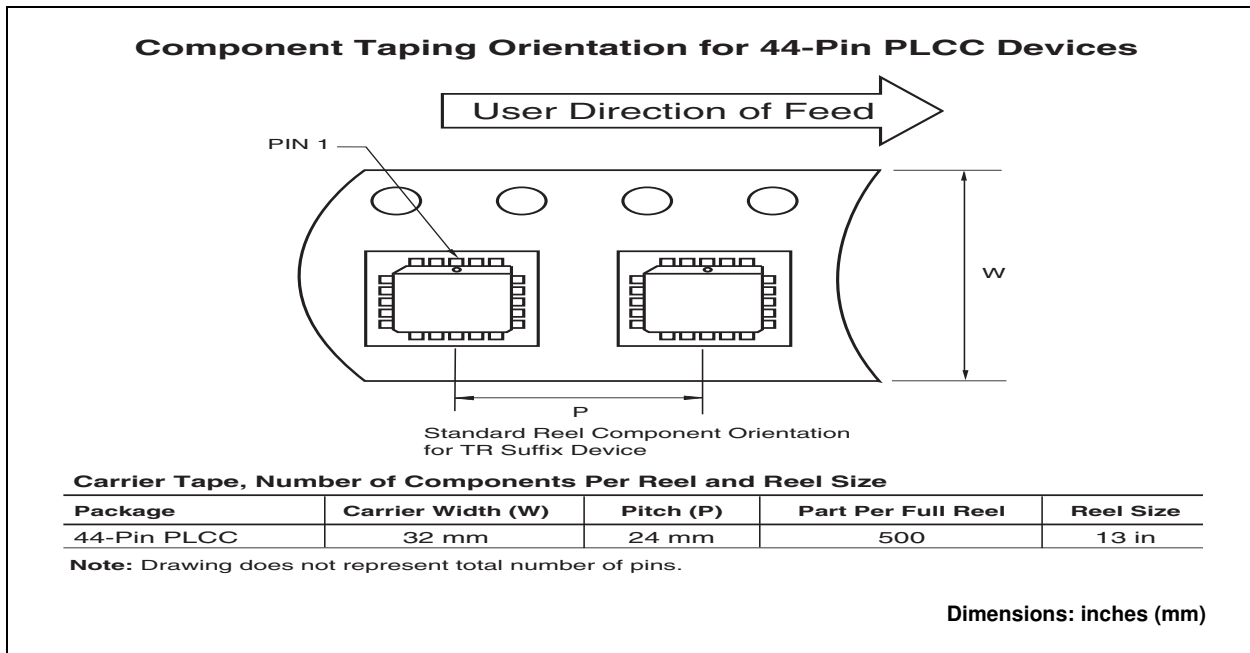 Component Taping Orientation for 44-Pin PLCC Devices
User Direction of Feed
PIN 1
W
P
Standard Reel Component Orientation
for TR Suffix Device
Carrier Tape, Number of Components Per Reel and Reel Size
Package Carrier Width (W) Pitch (P) Part Per Full Reel Reel Size
44-Pin PLCC 32 mm 24 mm 500 13 in
Note: Drawing does not represent total number of pins.
Dimensions: inches (mm)